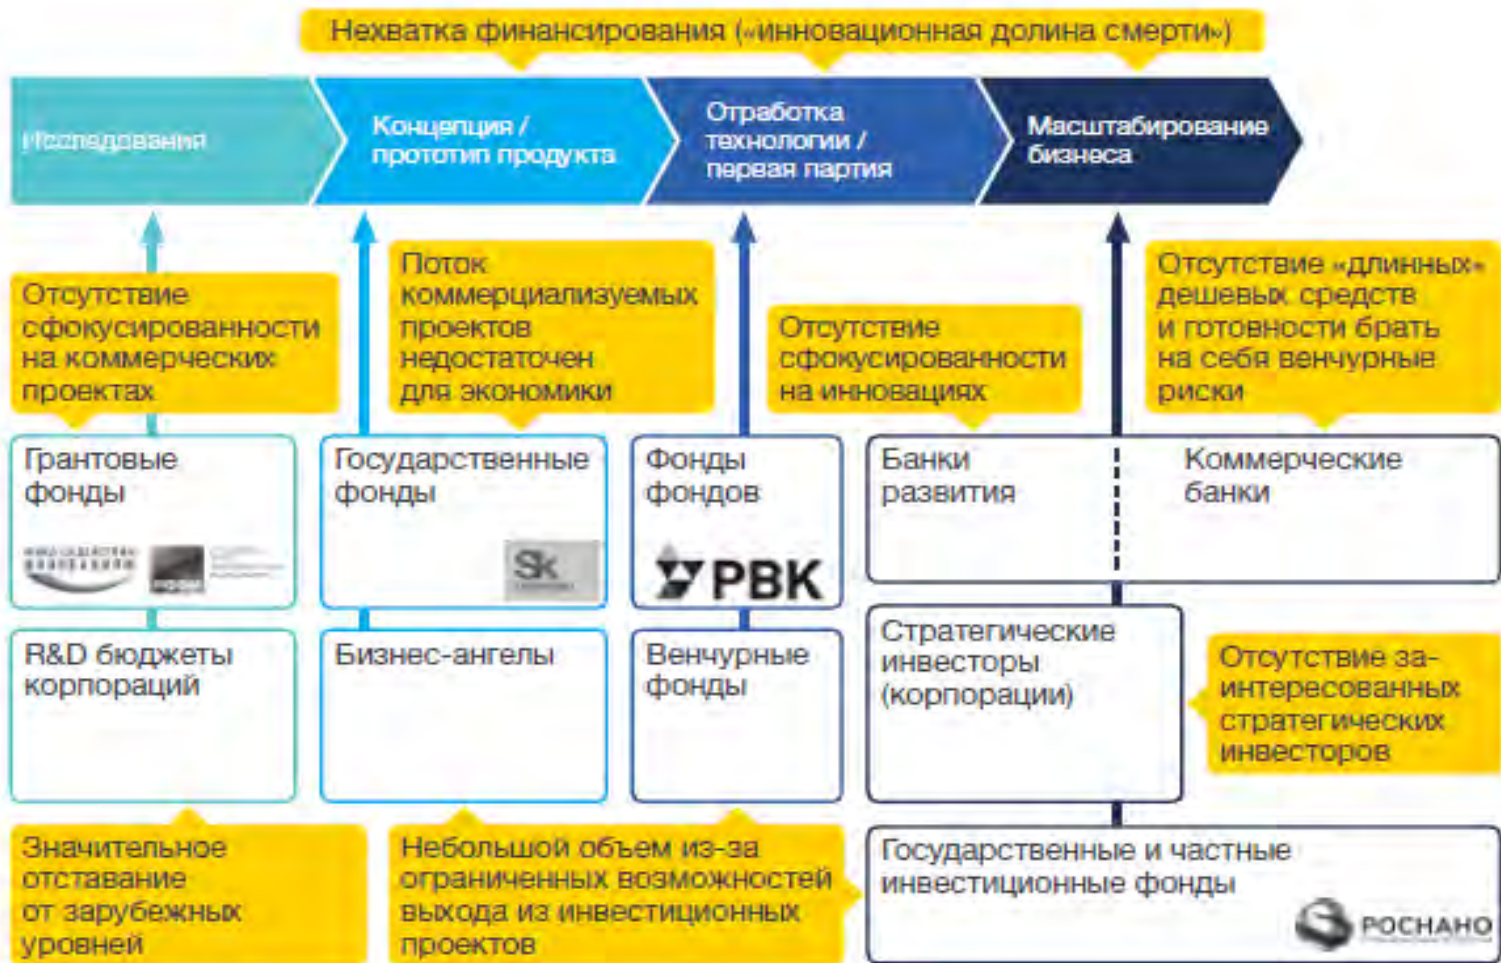 Нехватка финансирования («инновационная долина смерти»)
Исследования
Концепция /
прототип продукта
Отработка
технологии /
первая партия
Масштабирование
бизнеса
Отсутствие
сфокусированности
на коммерческих
проектах
Поток
коммерциализуемых
проектов
недостаточен
для экономики
Отсутствие
сфокусированности
на инновациях
Отсутствие «длинных»
дешевых средств
и готовности брать
на себя венчурные
риски
Грантовые
фонды
Государственные
фонды
Sk
Фонды
фондов
РВК
Банки
развития
Коммерческие
банки
R&D бюджеты
корпораций
Бизнес-ангелы
Венчурные
фонды
Стратегические
инвесторы
(корпорации)
Отсутствие за-
интересованных
стратегических
инвесторов
Значительное
отставание
от зарубежных
уровней
Небольшой объем из-за
ограниченных возможностей
выхода из инвестиционных
проектов
Государственные и частные
инвестиционные фонды
РОСНАНО